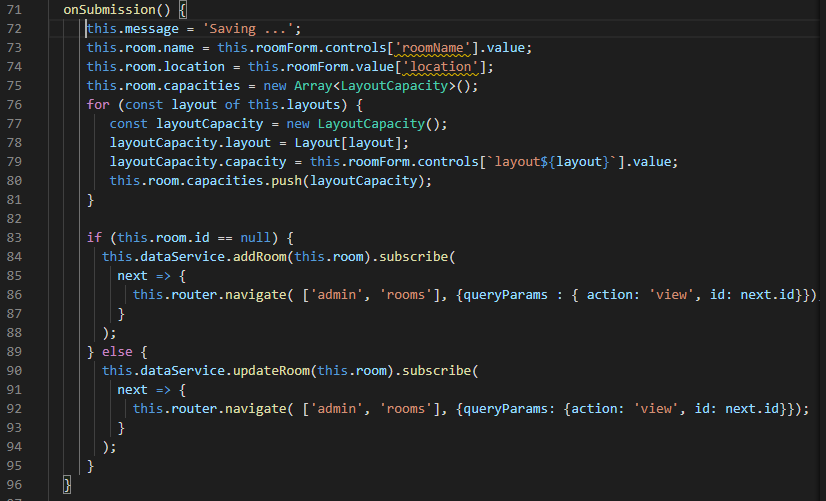 71 onSubmission() {
72 this.message = 'Saving ...';
73 this.room.name = this.roomForm.controls['roomName'].value;
74 this.room.location = this.roomForm.value['location'];
75 this.room.capacities = new Array<LayoutCapacity>();
76 for (const layout of this.layouts) {
77 const layoutCapacity = new LayoutCapacity();
78 layoutCapacity.layout = Layout[layout];
79 layoutCapacity.capacity = this.roomForm.controls[`layout${layout}`].value;
80 this.room.capacities.push(layoutCapacity);
81 }
82
83 if (this.room.id == null) {
84 this.dataService.addRoom(this.room).subscribe(
85 next => {
86 this.router.navigate( ['admin', 'rooms'], {queryParams : { action: 'view', id: next.id}})
87 }
88 );
89 } else {
90 this.dataService.updateRoom(this.room).subscribe(
91 next => {
92 this.router.navigate( ['admin', 'rooms'], {queryParams: {action: 'view', id: next.id}});
93 }
94 );
95 }
96 }